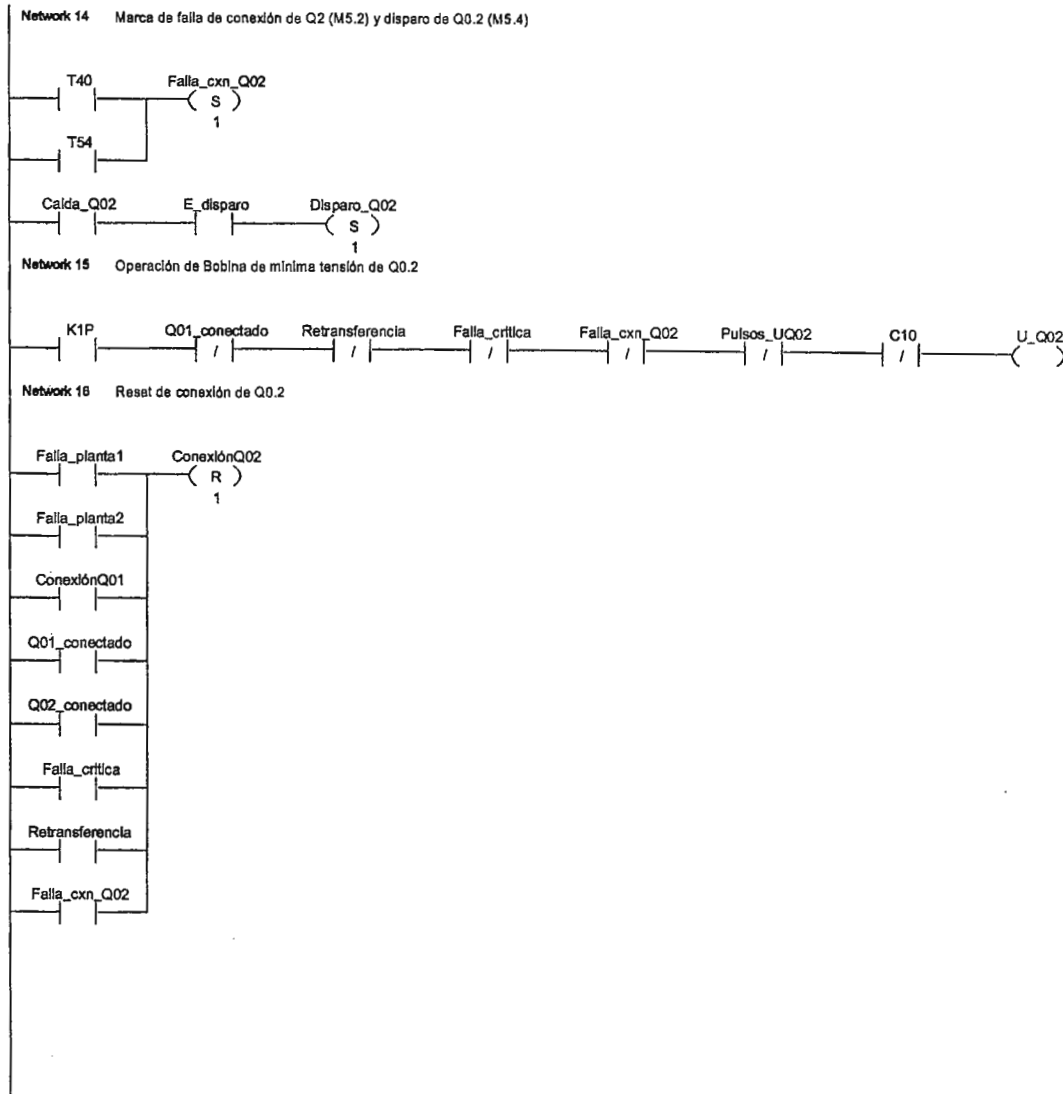 Network 14 Marca de falla de conexión de Q2 (M5.2) y disparo de Q0.2 (M5.4)
T40 Falla_cxn_Q02
S
1
T54
Caida_Q02 E_disparo Disparo_Q02
S
1
Network 15 Operación de Bobina de minima tensión de Q0.2
K1P Q01_conectado Retransferencia Falla_critica Falla_cxn_Q02 Pulsos_UQ02 C10 U_Q02
/ / / / / /
Network 16 Reset de conexión de Q0.2
Falla_planta1 ConexiónQ02
R
1
Falla_planta2
ConexiónQ01
Q01_conectado
Q02_conectado
Falla_critica
Retransferencia
Falla_cxn_Q02